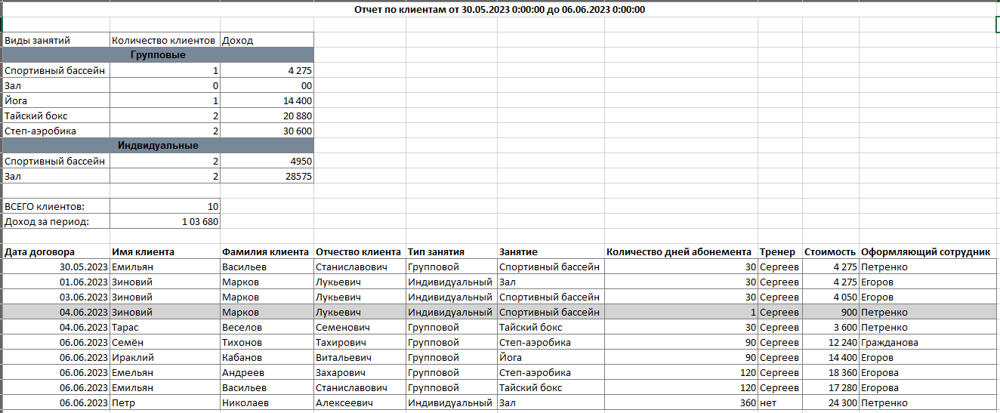 Отчет по клиентам от 30.05.2023 0:00:00 до 06.06.2023 0:00:00
Виды занятий Количество клиентов Доход
Групповые
Спортивный бассейн 1 4 275
Зал 0 00
Йога 1 14 400
Тайский бокс 2 20 880
Степ-аэробика 2 30 600
Индвидуальные
Спортивный бассейн 2 4950
Зал 2 28575
ВСЕГО клиентов: 10
Доход за период: 1 03 680
Дата договора Имя клиента Фамилия клиента Отчество клиента Тип занятия Занятие Количество дней абонемента Тренер Стоимость Оформляющий сотрудник
30.05.2023 Емильян Васильев Станиславович Групповой Спортивный бассейн 30 Сергеев 4 275 Петренко
01.06.2023 Зиновий Марков Лукьевич Индивидуальный Зал 30 Сергеев 4 275 Егоров
03.06.2023 Зиновий Марков Лукьевич Индивидуальный Спортивный бассейн 30 Сергеев 4 050 Егоров
04.06.2023 Зиновий Марков Лукьевич Индивидуальный Спортивный бассейн 1 Сергеев 900 Петренко
04.06.2023 Тарас Веселов Семенович Групповой Тайский бокс 30 Сергеев 3 600 Петренко
06.06.2023 Семён Тихонов Тахирович Групповой Степ-аэробика 90 Сергеев 12 240 Гражданова
06.06.2023 Ираклий Кабанов Витальевич Групповой Йога 90 Сергеев 14 400 Егоров
06.06.2023 Емельян Андреев Захарович Групповой Степ-аэробика 120 Сергеев 18 360 Егорова
06.06.2023 Емильян Васильев Станиславович Групповой Тайский бокс 120 Сергеев 17 280 Егорова
06.06.2023 Петр Николаев Алексеевич Индивидуальный Зал 360 нет 24 300 Петренко